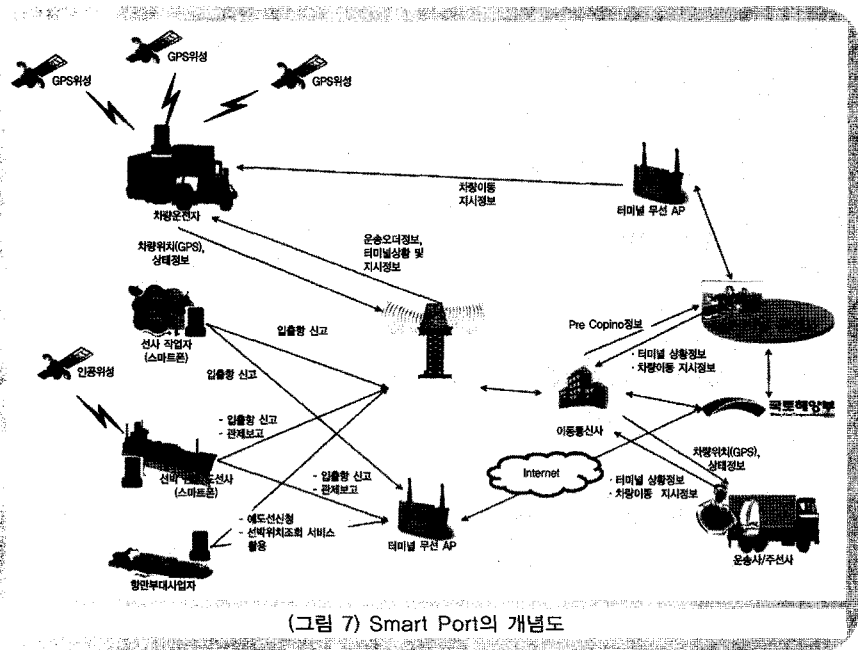 GPS위성
GPS위성
GPS위성
차량운전자
차량이동
지시정보
터미널 무선 AP
차량위치(GPS),
상태정보
운송오더정보,
터미널상황 및
지시정보
선사 작업자
(스마트폰)
입출항 신고
입출항 신고
Pre Copino정보
· 터미널 상황정보
· 차량이동 지시정보
인공위성
이동통신사
국토해양부
- 입출항 신고
- 관제보고
선박
도선사
(스마트폰)
- 입출항 신고
- 관제보고
Internet
차량위치(GPS),
상태정보
· 터미널 상황정보
· 차량이동 지시정보
- 예도선신청
- 선박위치조회 서비스
활용
터미널 무선 AP
운송사/주선사
항만부대사업자
(그림 7) Smart Port의 개념도